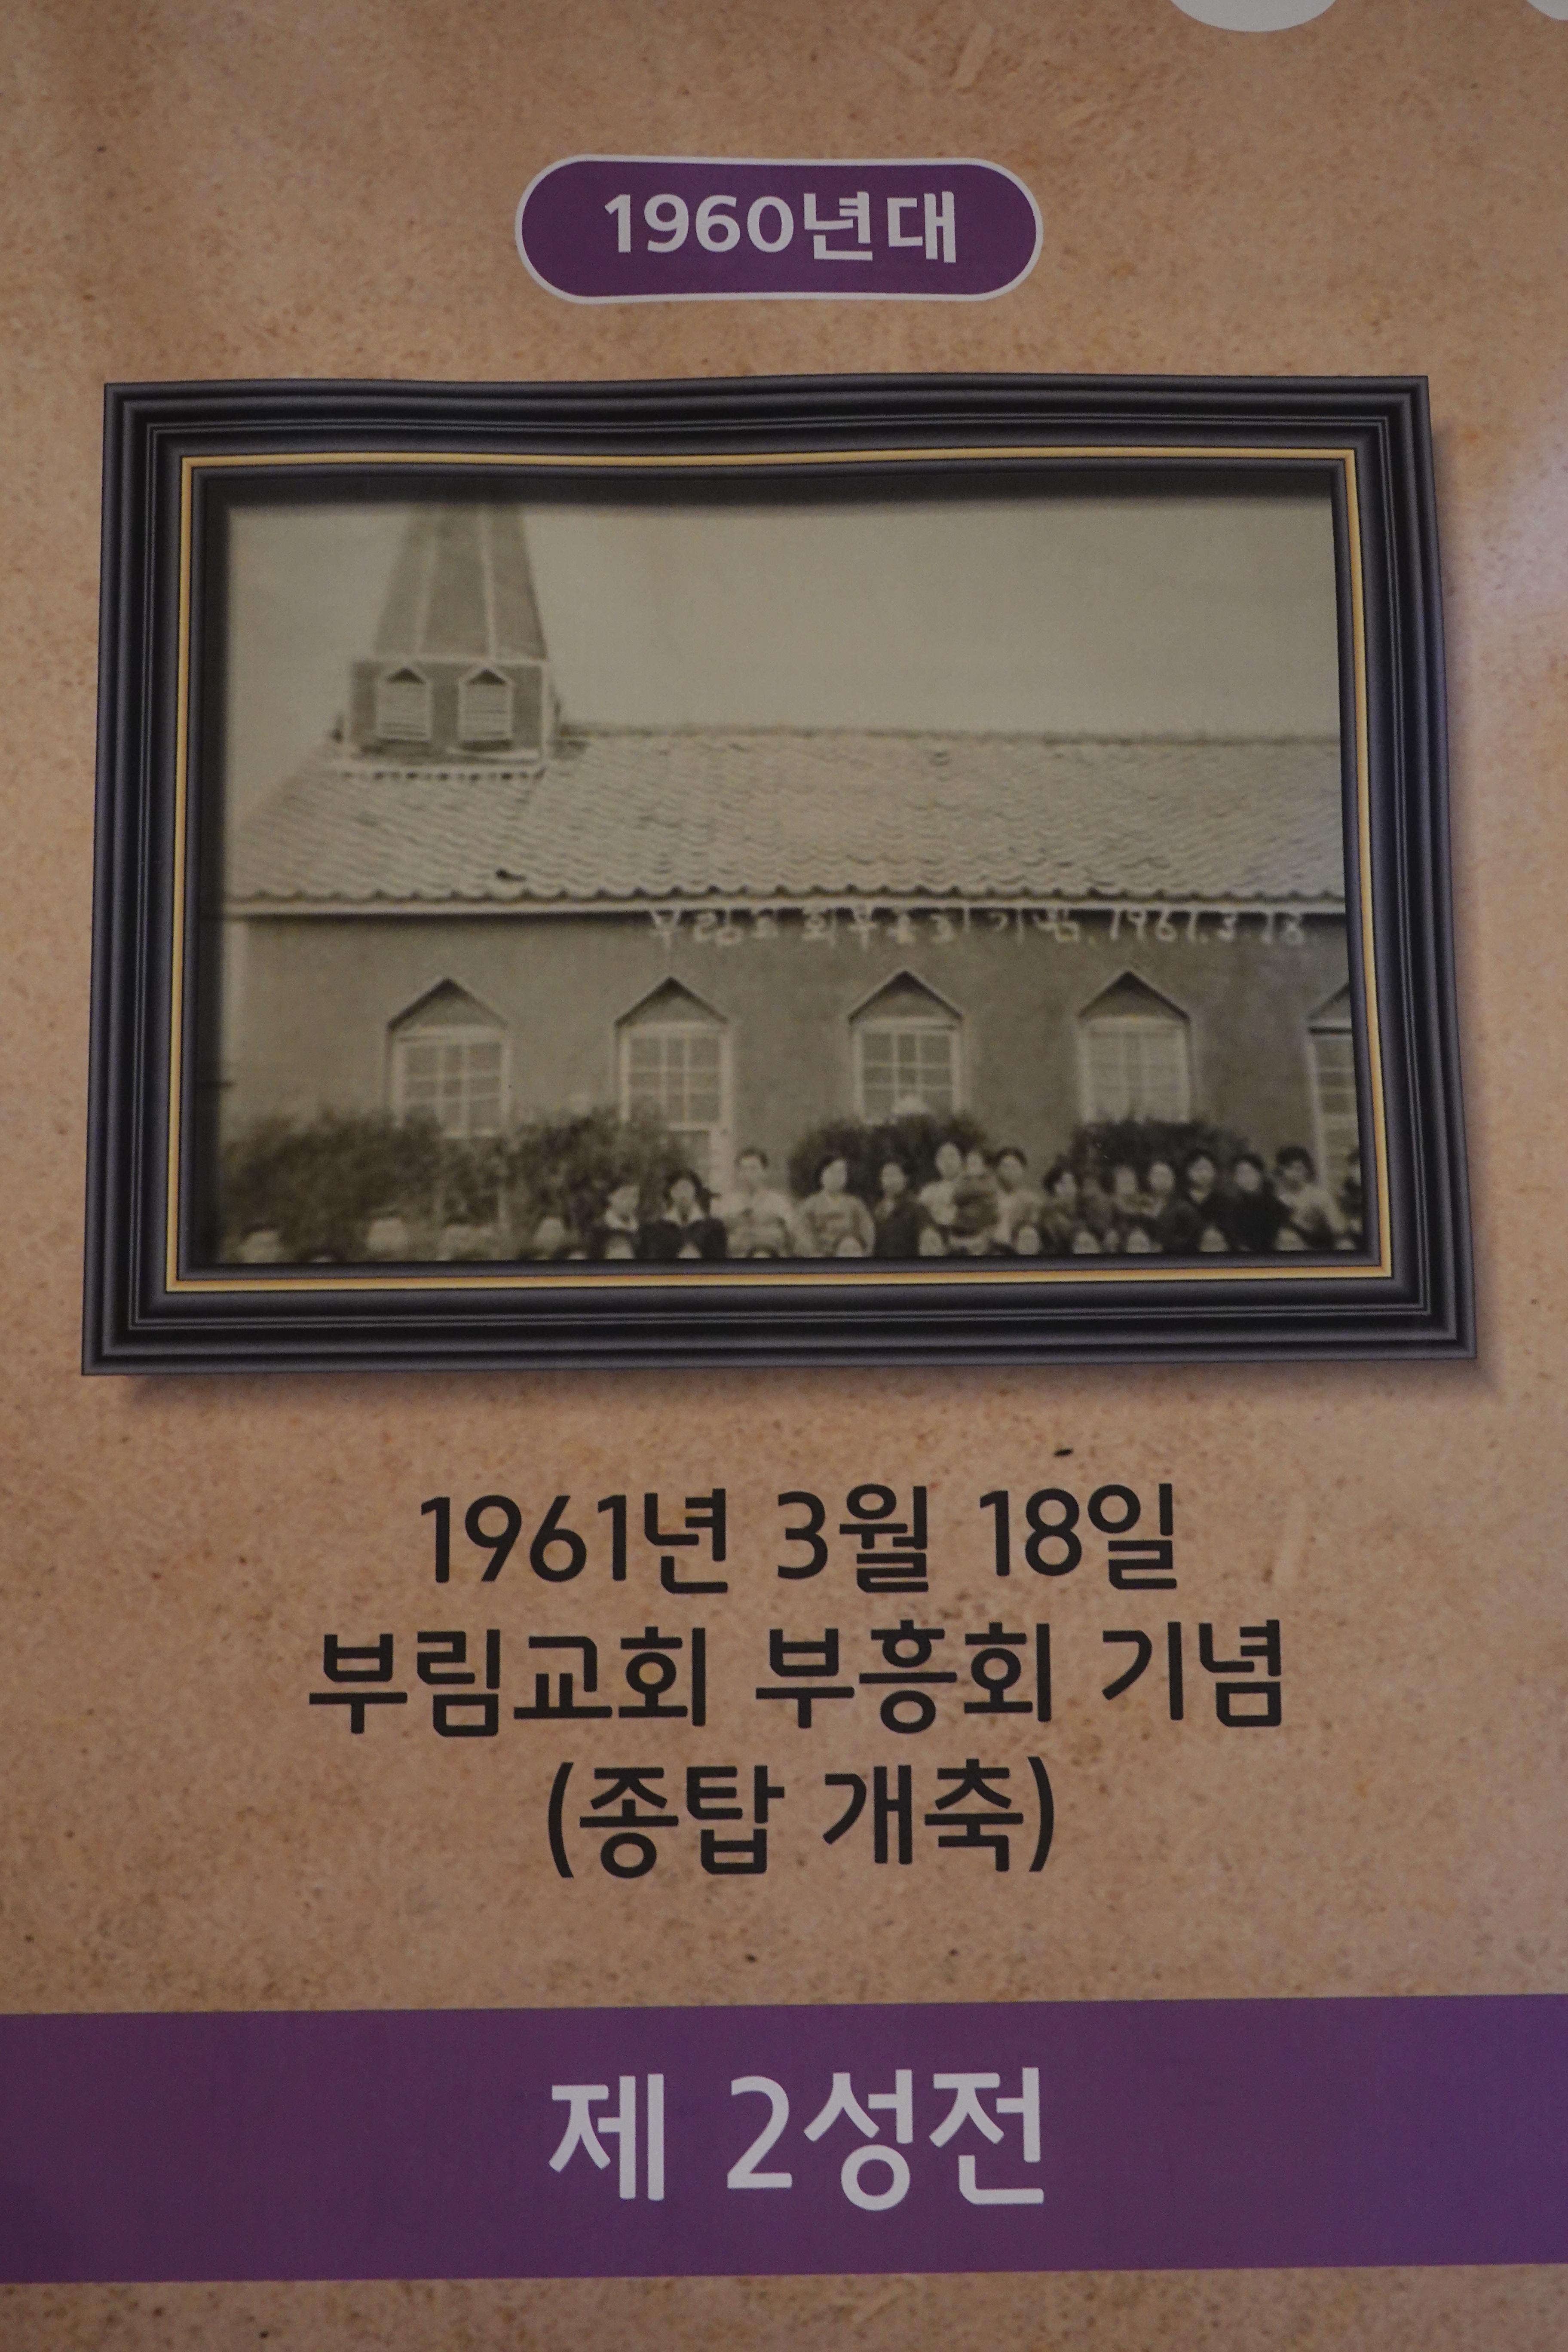 1960년대
부림교회부흥회기념. 1961.3.18
1961년 3월 18일
부림교회 부흥회 기념
(종탑 개축)
제 2성전